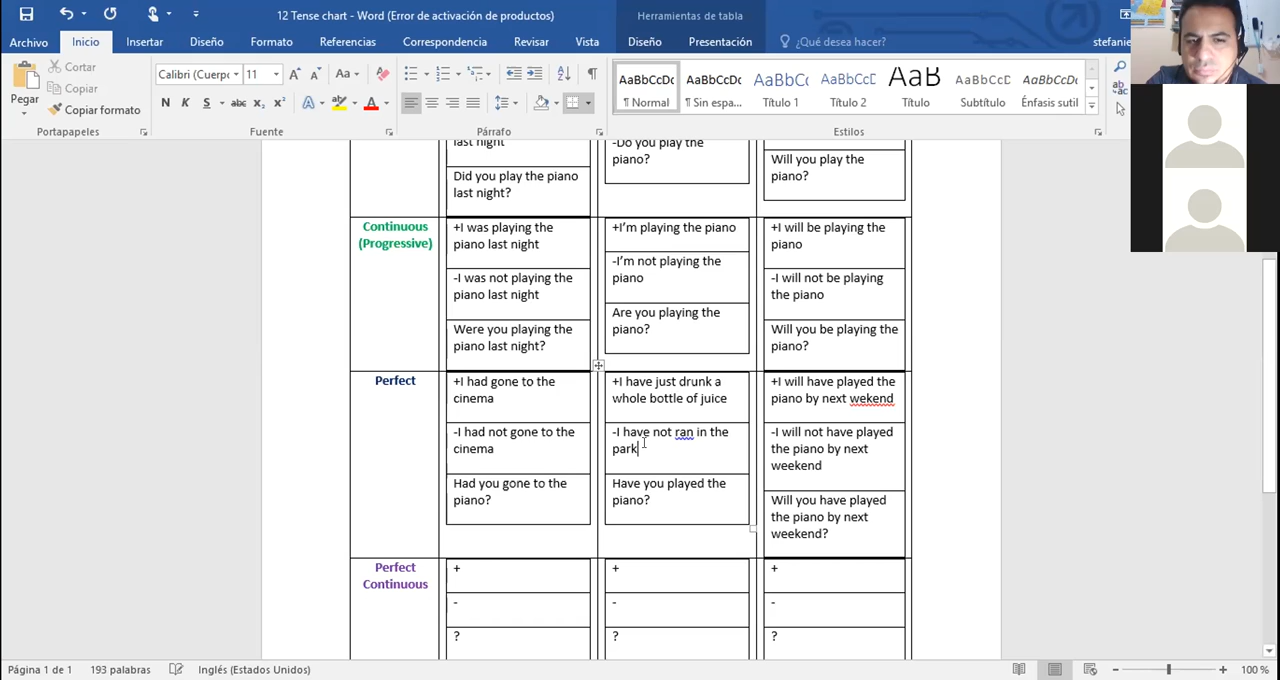 12 Tense chart - Word (Error de activación de productos)
Herramientas de tabla
Archivo Inicio Insertar Diseño Formato Referencias Correspondencia Revisar Vista Diseño Presentación ¿Qué desea hacer? stefanie
Pegar
Cortar
Copiar
Copiar formato
Portapapeles
Calibri (Cuerpo 11
N K S abc x₂ x²
Fuente
Párrafo
AaBbCcDc AaBbCcDc AaBbCc AaBbCcE AaB AaBbCcD AaBbCcDc
¶ Normal ¶ Sin espa... Título 1 Título 2 Título Subtítulo Énfasis sutil
Estilos
last night
Did you play the piano
last night?
-Do you play the
piano?
Will you play the
piano?
Continuous
(Progressive)
+I was playing the
piano last night
-I was not playing the
piano last night
Were you playing the
piano last night?
+I’m playing the piano
-I’m not playing the
piano
Are you playing the
piano?
+I will be playing the
piano
-I will not be playing
the piano
Will you be playing the
piano?
Perfect
+I had gone to the
cinema
-I had not gone to the
cinema
Had you gone to the
piano?
+I have just drunk a
whole bottle of juice
-I have not ran in the
park
Have you played the
piano?
+I will have played the
piano by next wekend
-I will not have played
the piano by next
weekend
Will you have played
the piano by next
weekend?
Perfect
Continuous
+
-
?
+
-
?
+
-
?
Página 1 de 1 193 palabras Inglés (Estados Unidos) 100 %